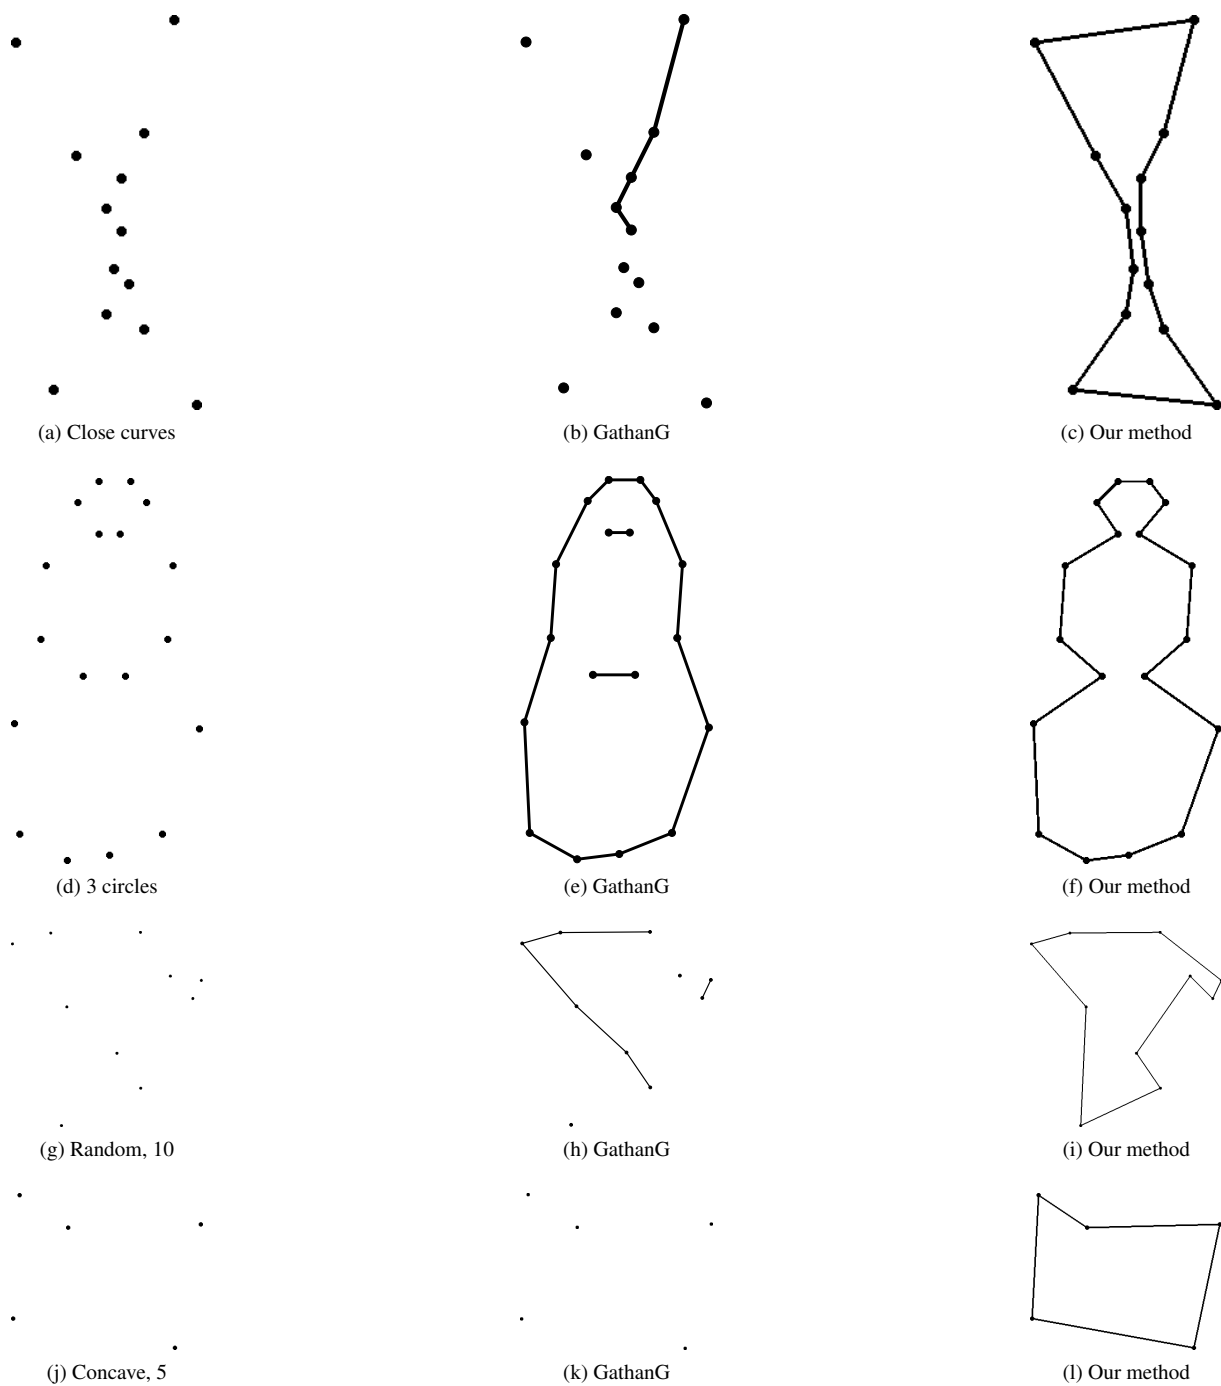 (a) Close curves
(b) GathanG
(c) Our method
(d) 3 circles
(e) GathanG
(f) Our method
(g) Random, 10
(h) GathanG
(i) Our method
(j) Concave, 5
(k) GathanG
(l) Our method